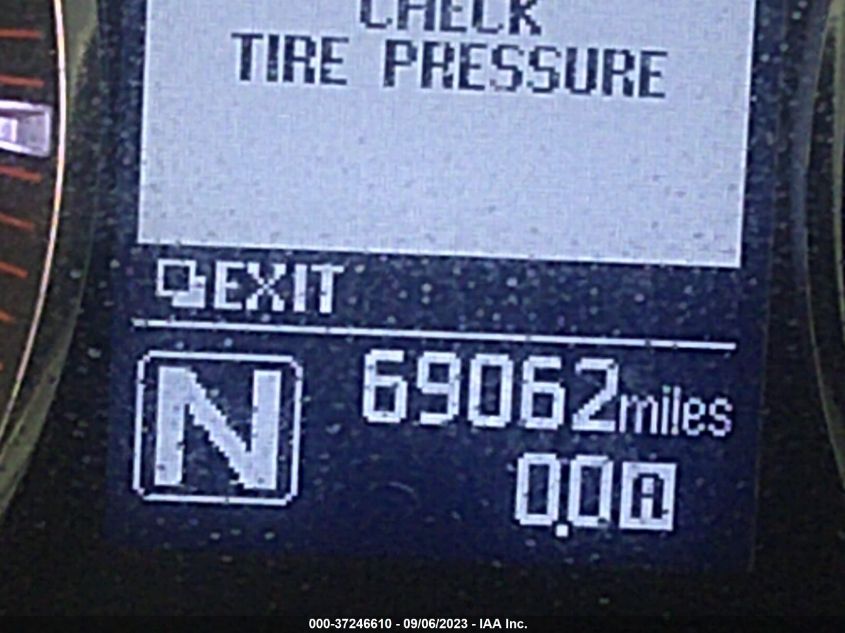 CHECK
TIRE PRESSURE
EXIT
N
69062miles
0.0A
000-37246610 - 09/06/2023 - IAA Inc.